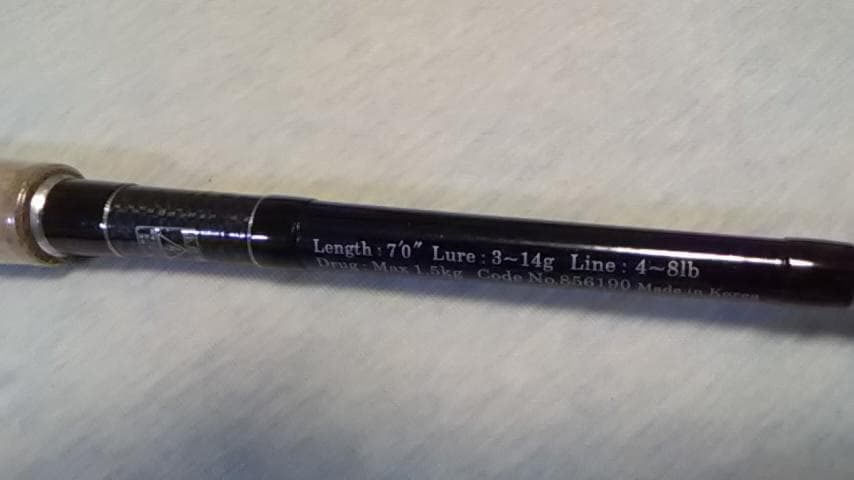 Length : 7'0" Lure : 3~14g Line : 4~8lb
Drug : Max 1.5kg Code No.856190 Made in Korea